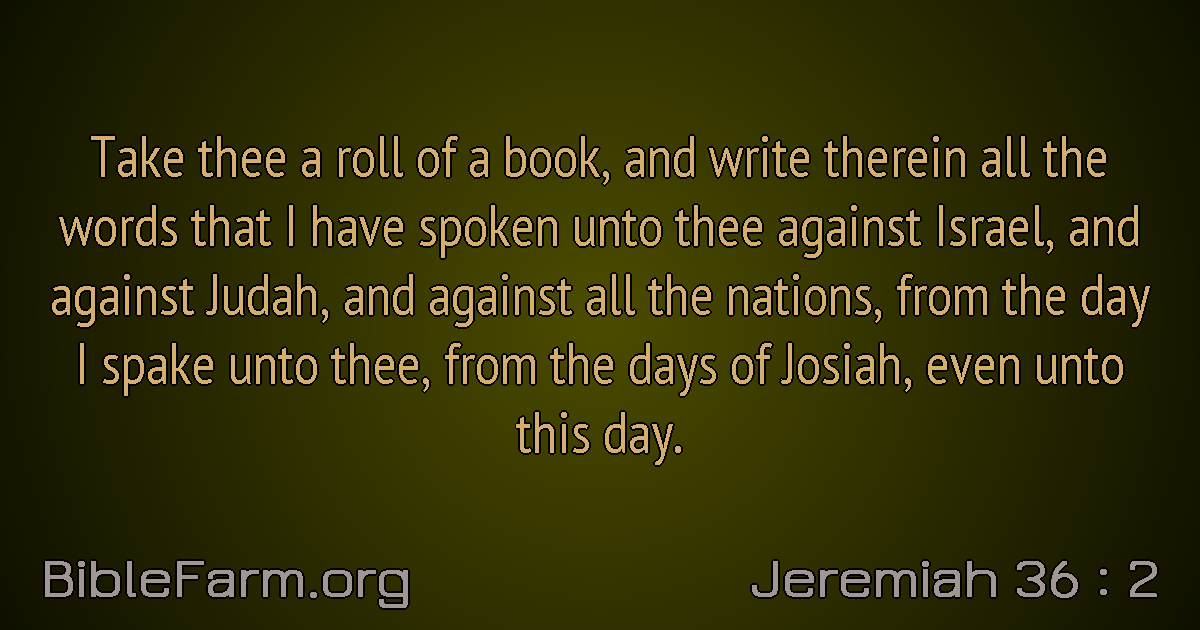 Take thee a roll of a book, and write therein all the
words that I have spoken unto thee against Israel, and
against Judah, and against all the nations, from the day
I spake unto thee, from the days of Josiah, even unto
this day.
BibleFarm.org
Jeremiah 36 : 2